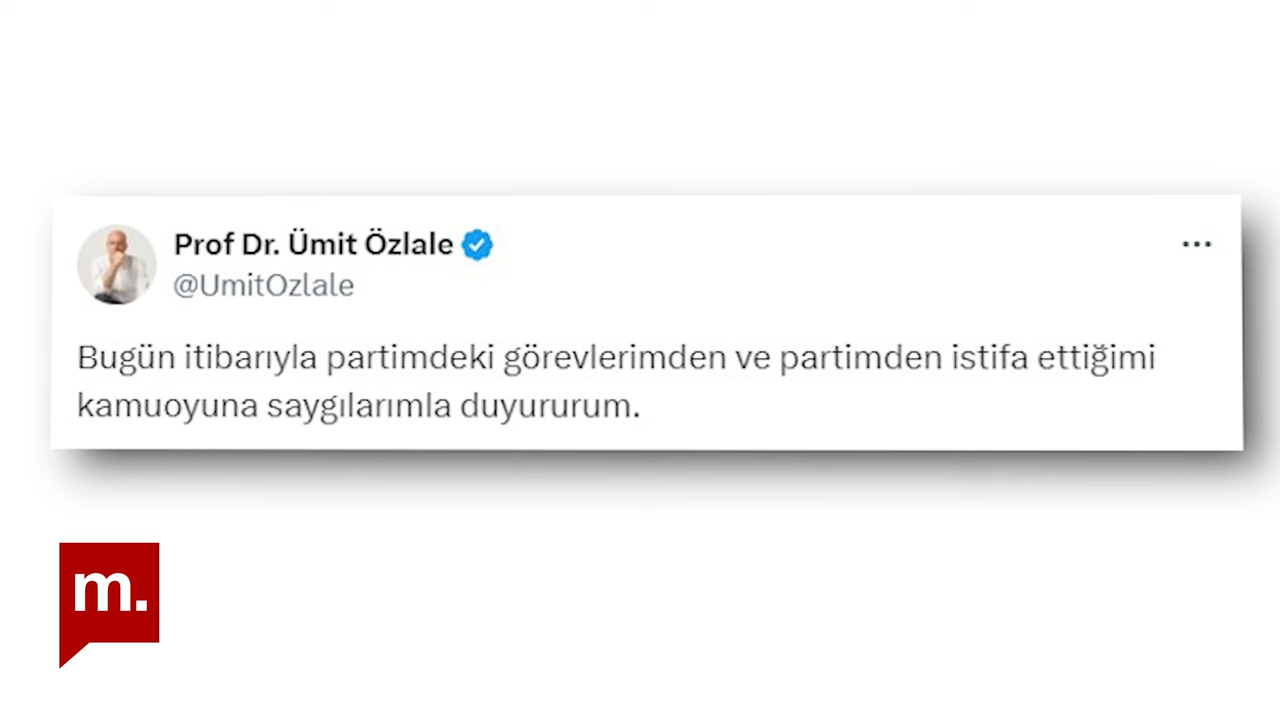 Prof Dr. Ümit Özlale
@UmitOzlale
Bugün itibarıyla partimdeki görevlerimden ve partimden istifa ettiğimi
kamuoyuna saygılarımla duyururum.
m.